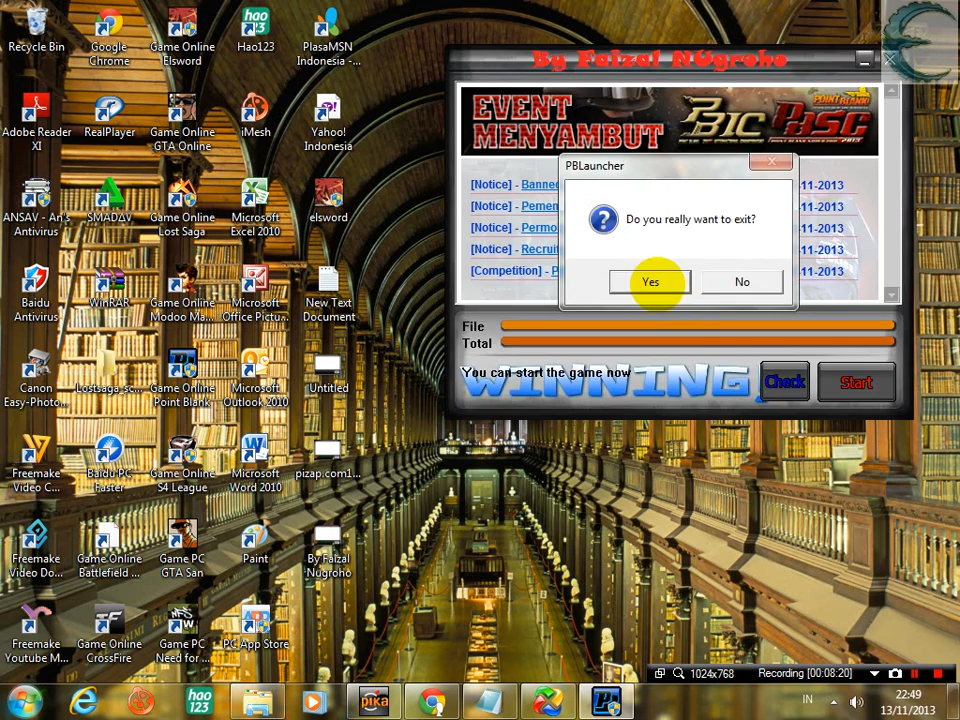 Recycle Bin
Google
Chrome
Game Online
Elsword
Hao123
PlasaMSN
Indonesia -...
Adobe Reader
XI
RealPlayer
Game Online
GTA Online
iMesh
Yahoo!
Indonesia
ANSAV - An's
Antivirus
SMADΔV
Game Online
Lost Saga
Microsoft
Excel 2010
elsword
Baidu
Antivirus
WinRAR
Game Online
Modoo Ma...
Microsoft
Office Pictu...
New Text
Document
Canon
Easy-Photo...
Lostsaga_sc...
Game Online
Point Blank
Microsoft
Outlook 2010
Untitled
Freemake
Video C...
Baidu PC
Faster
Game Online
S4 League
Microsoft
Word 2010
pizap.com1...
Freemake
Video Do...
Game Online
Battlefield ...
Game PC
GTA San
Paint
By Faizal
Nugroho
Freemake
Youtube M...
Game Online
CrossFire
Game PC
Need for ...
PC App Store
By Faizal NUgroho
EVENT
MENYAMBUT
PBIC
POINT BLANK
PBSC
[Notice] - Banned
11-2013
[Notice] - Pemen
11-2013
[Notice] - Permo
11-2013
[Notice] - Recruit
11-2013
[Competition] - P
11-2013
PBLauncher
Do you really want to exit?
Yes
No
File
Total
You can start the game now
WINNING
Check
Start
1024x768
Recording [00:08:20]
hao
123
pika
IN
22:49
13/11/2013